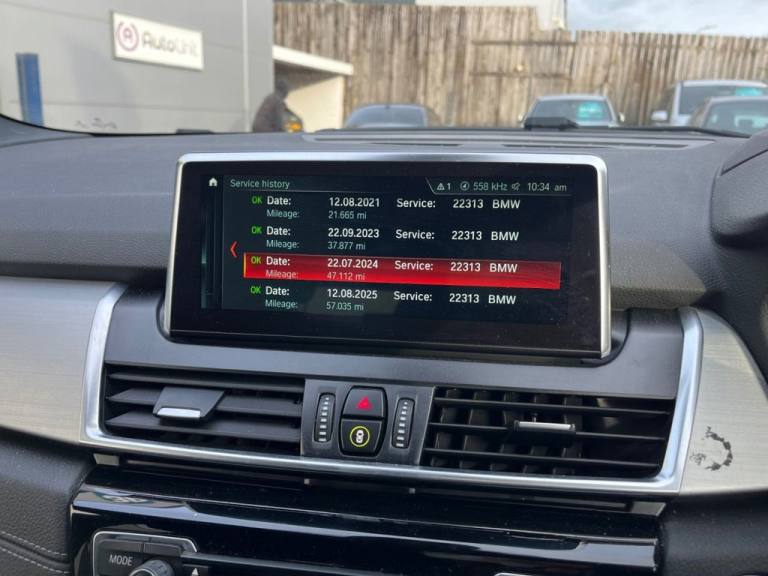 AutoUnit
Service history
1 558 kHz 10:34 am
OK Date: 12.08.2021 Service: 22313 BMW
Mileage: 21.665 mi
OK Date: 22.09.2023 Service: 22313 BMW
Mileage: 37.877 mi
OK Date: 22.07.2024 Service: 22313 BMW
Mileage: 47.112 mi
OK Date: 12.08.2025 Service: 22313 BMW
Mileage: 57.035 mi
MODE